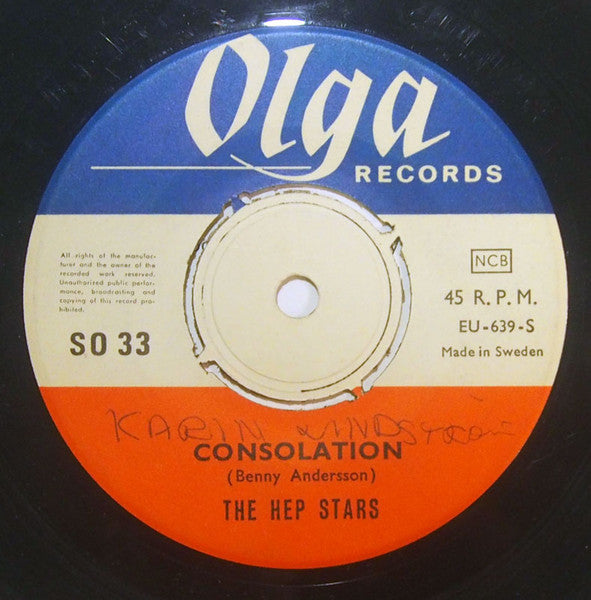 Olga
RECORDS
All rights of the manufac-
turer and the owner of the
recorded work reserved.
Unauthorized public perfor-
mance, broadcasting and
copying of this record pro-
hibited.
NCB
45 R.P.M.
EU-639-S
Made in Sweden
SO 33
KARIN LINDSTRÖM
CONSOLATION
(Benny Andersson)
THE HEP STARS